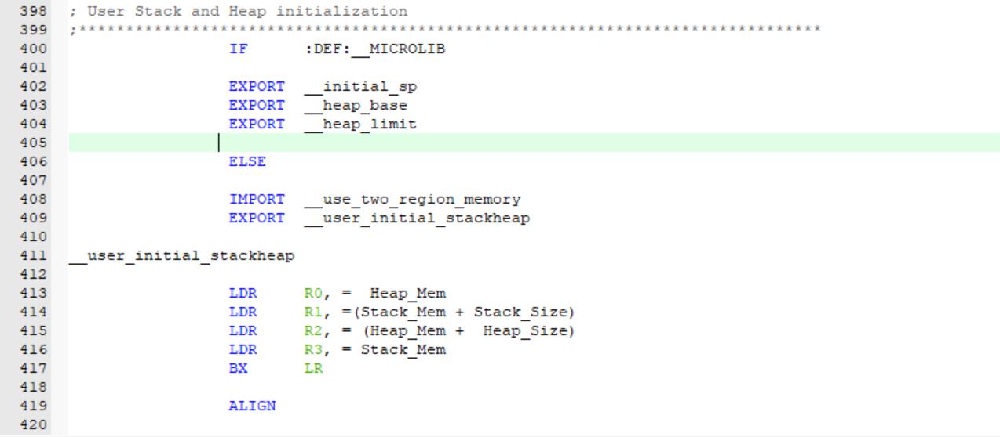 398 ; User Stack and Heap initialization
399 ;*******************************************************************************
400 IF :DEF:__MICROLIB
401
402 EXPORT __initial_sp
403 EXPORT __heap_base
404 EXPORT __heap_limit
405
406 ELSE
407
408 IMPORT __use_two_region_memory
409 EXPORT __user_initial_stackheap
410
411 __user_initial_stackheap
412
413 LDR R0, =  Heap_Mem
414 LDR R1, =(Stack_Mem + Stack_Size)
415 LDR R2, = (Heap_Mem +  Heap_Size)
416 LDR R3, = Stack_Mem
417 BX LR
418
419 ALIGN
420